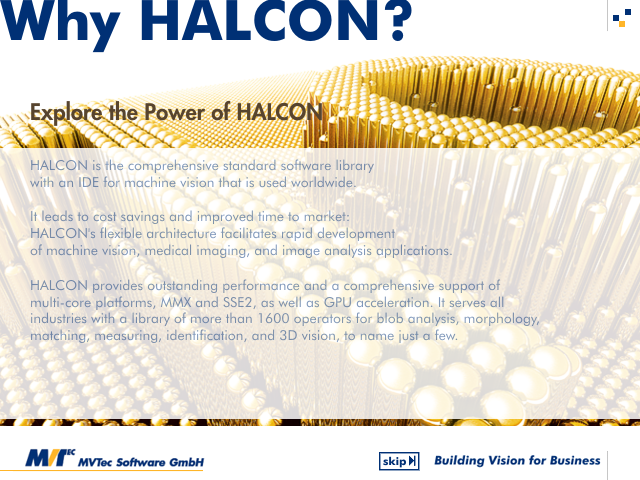 Why HALCON?
Explore the Power of HALCON
HALCON is the comprehensive standard software library
with an IDE for machine vision that is used worldwide.
It leads to cost savings and improved time to market:
HALCON's flexible architecture facilitates rapid development
of machine vision, medical imaging, and image analysis applications.
HALCON provides outstanding performance and a comprehensive support of
multi-core platforms, MMX and SSE2, as well as GPU acceleration. It serves all
industries with a library of more than 1600 operators for blob analysis, morphology,
matching, measuring, identification, and 3D vision, to name just a few.
MVTEC MVTec Software GmbH
skip
Building Vision for Business